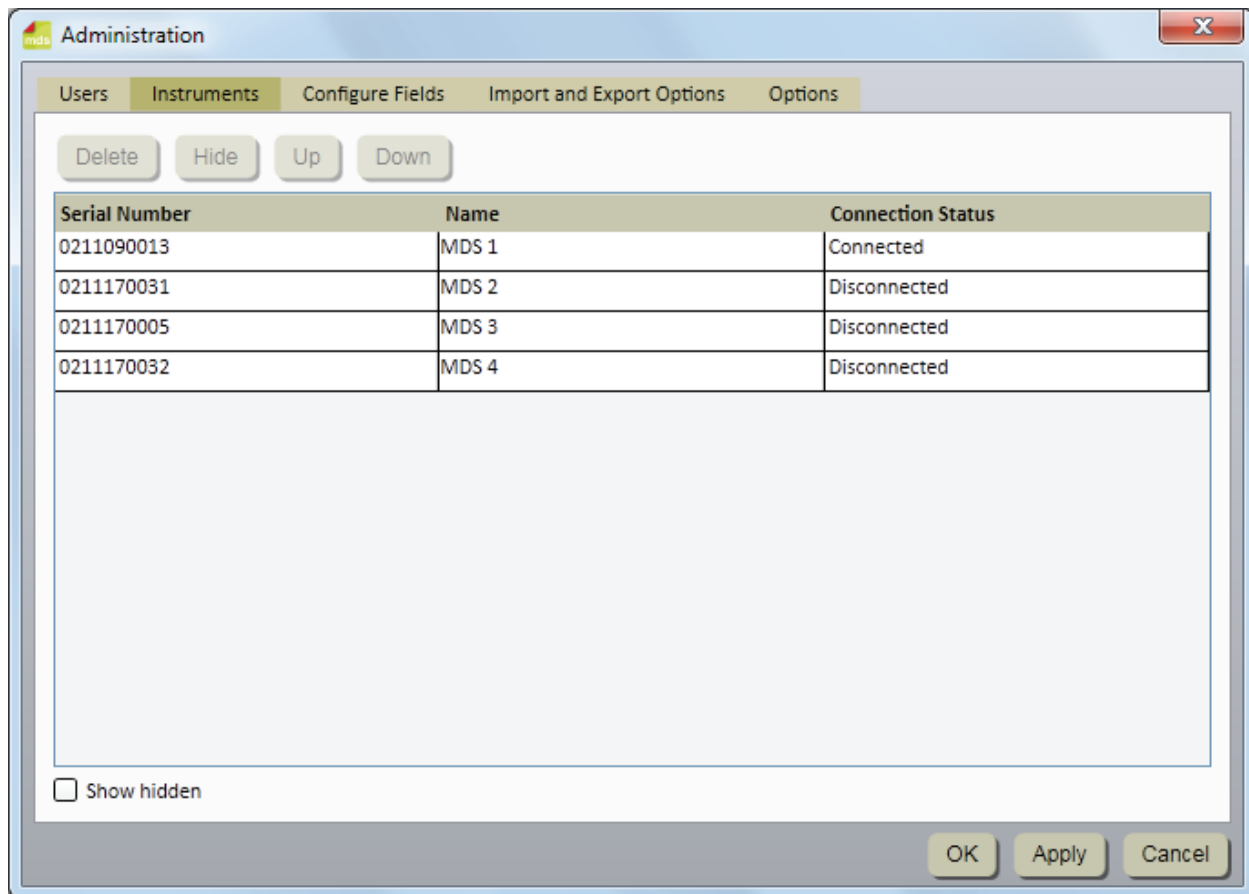 mds Administration
Users Instruments Configure Fields Import and Export Options Options
Delete Hide Up Down
Serial Number Name Connection Status
0211090013 MDS 1 Connected
0211170031 MDS 2 Disconnected
0211170005 MDS 3 Disconnected
0211170032 MDS 4 Disconnected
Show hidden
OK Apply Cancel